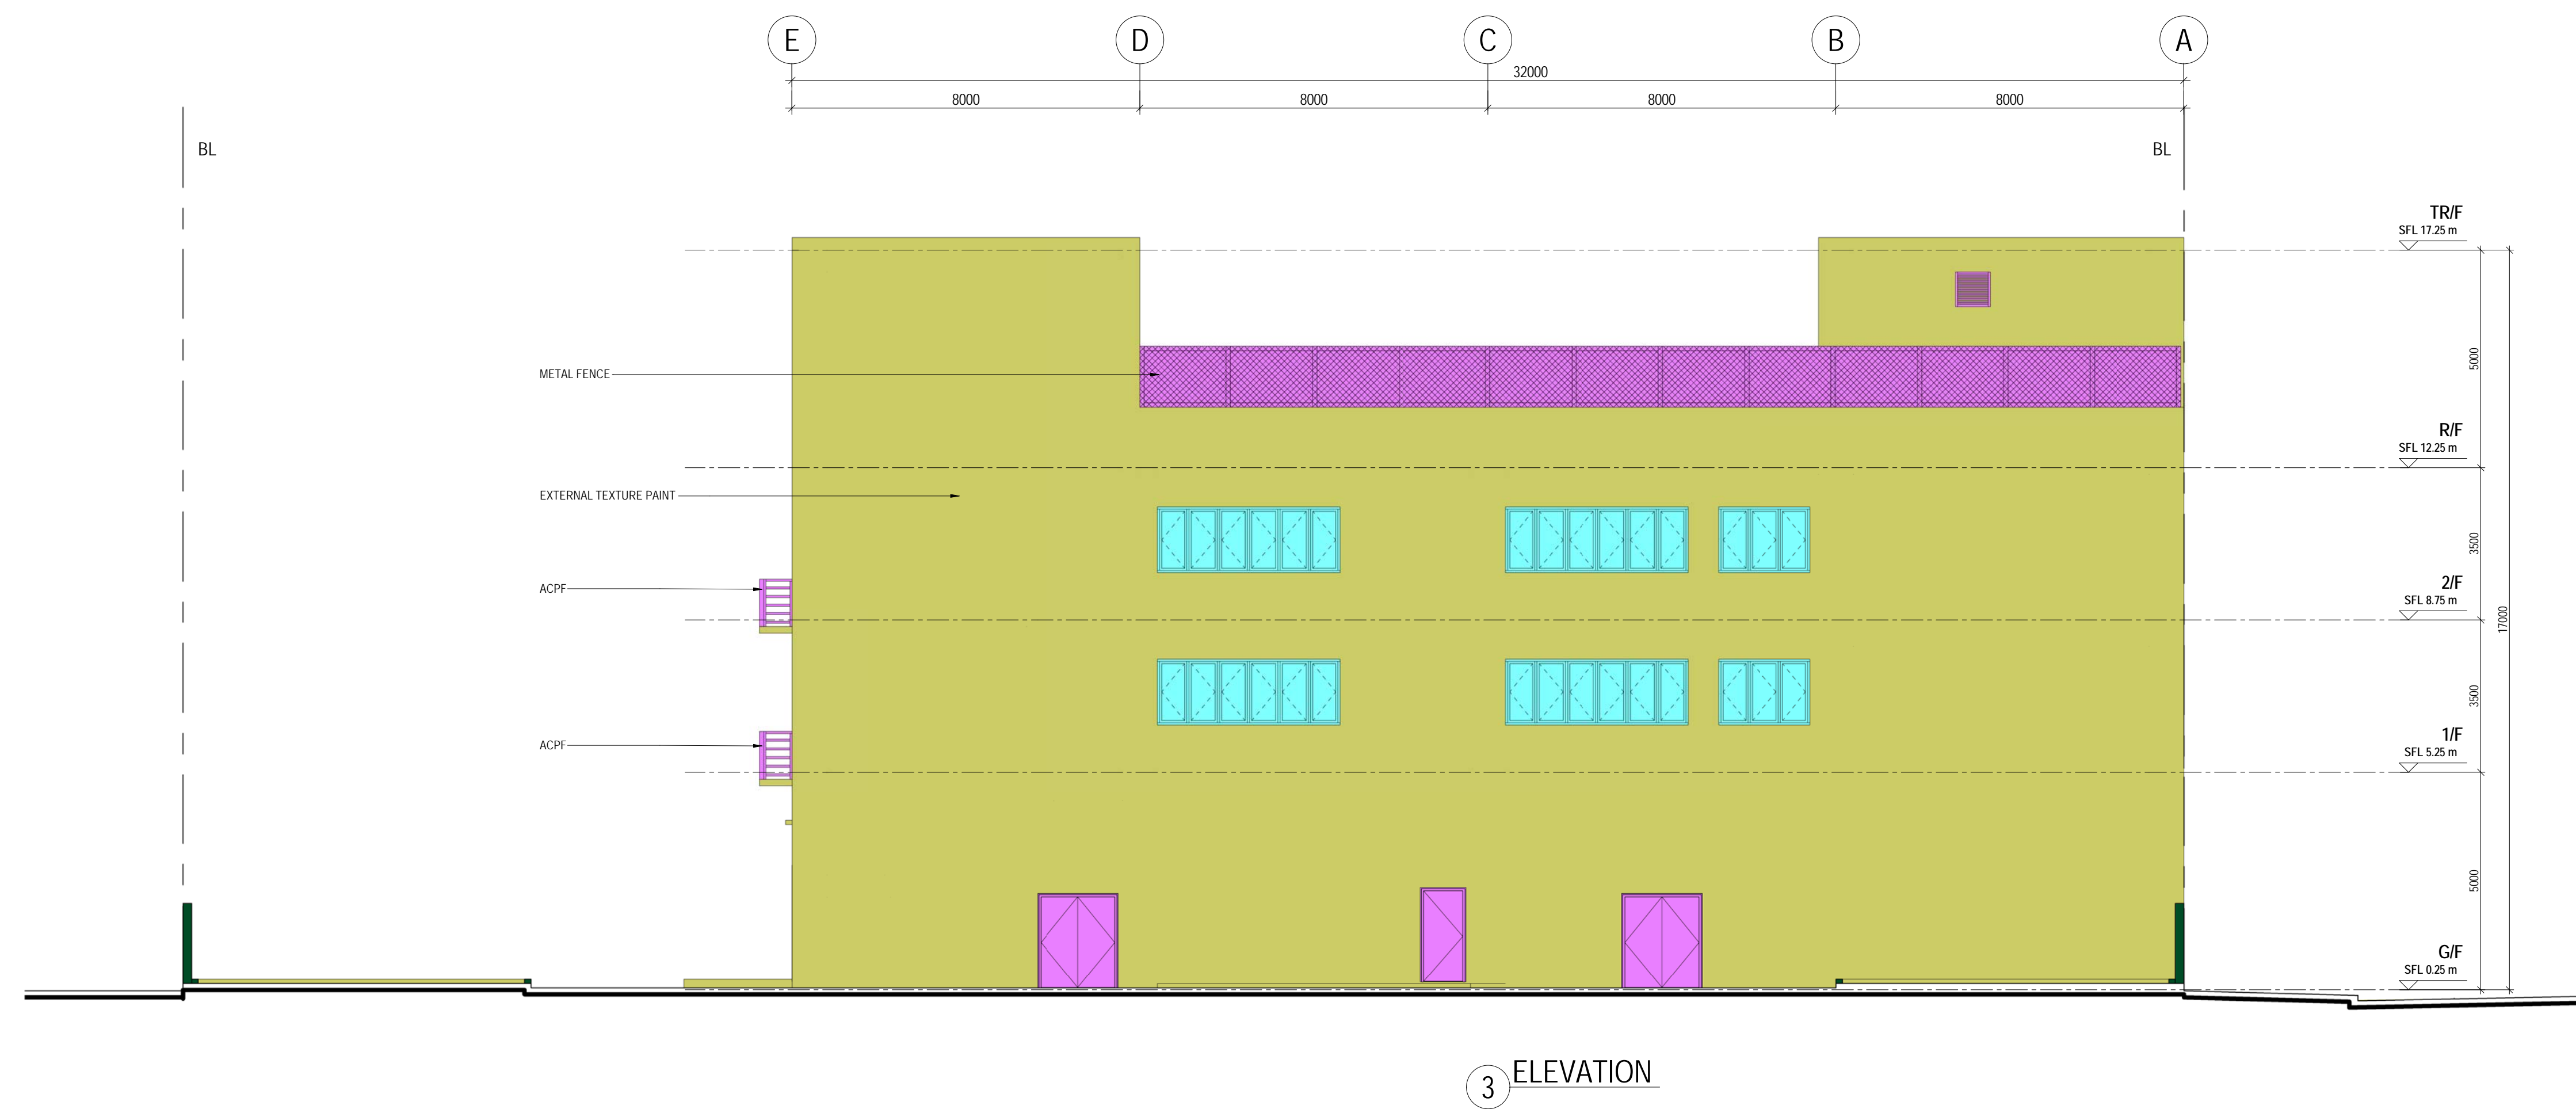 E D C B A
32000
8000 8000 8000 8000
BL BL
TR/F
SFL 17.25 m
METAL FENCE
5000
R/F
SFL 12.25 m
EXTERNAL TEXTURE PAINT
3500
2/F
SFL 8.75 m
ACPF
17000
3500
1/F
SFL 5.25 m
ACPF
5000
G/F
SFL 0.25 m
3 ELEVATION